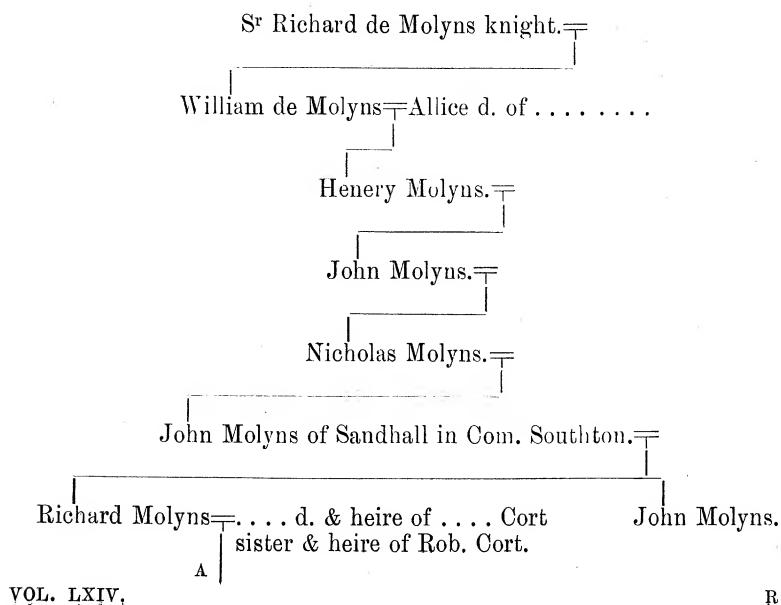 Sr Richard de Molyns knight.
William de Molyns Allice d. of . . . . . . . .
Henery Molyns.
John Molyns.
Nicholas Molyns.
John Molyns of Sandhall in Com. Southton.
Richard Molyns . . . . d. & heire of . . . . Cort John Molyns.
sister & heire of Rob. Cort.
A
VOL. LXIV. R